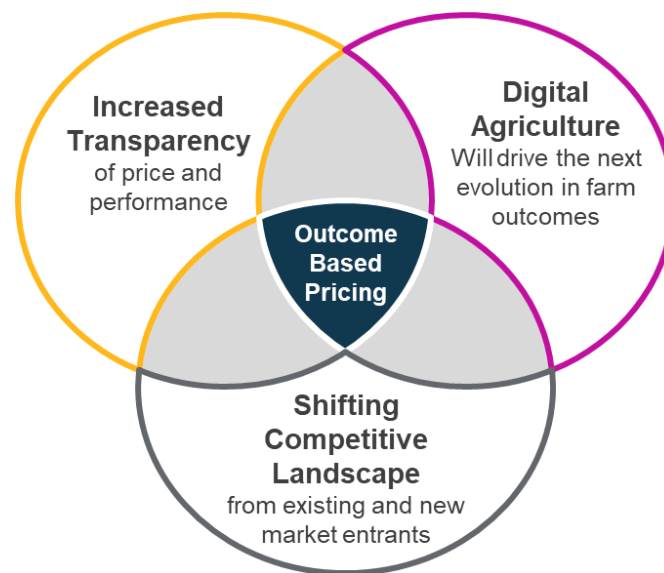 Increased
Transparency
of price and
performance
Digital
Agriculture
Will drive the next
evolution in farm
outcomes
Outcome
Based
Pricing
Shifting
Competitive
Landscape
from existing and new
market entrants